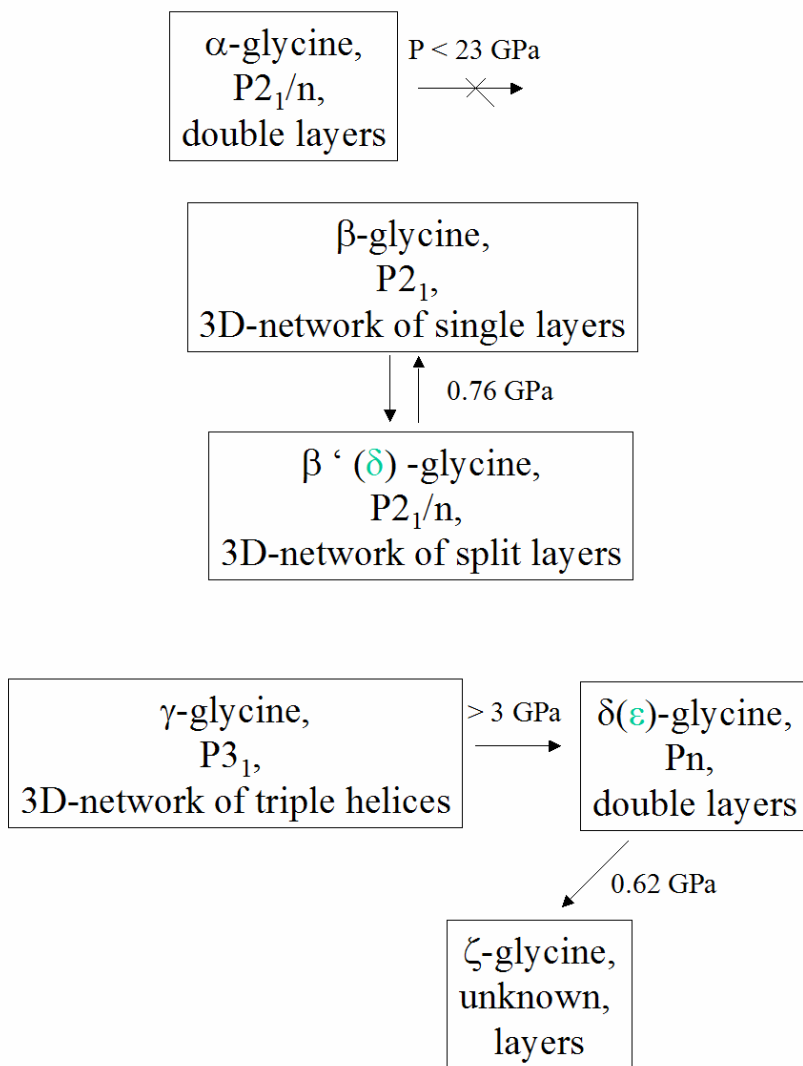 α-glycine,
P2₁/n,
double layers
P < 23 GPa
β-glycine,
P2₁,
3D-network of single layers
0.76 GPa
β ‘ (δ) -glycine,
P2₁/n,
3D-network of split layers
γ-glycine,
P3₁,
3D-network of triple helices
> 3 GPa
δ(ε)-glycine,
Pn,
double layers
0.62 GPa
ζ-glycine,
unknown,
layers